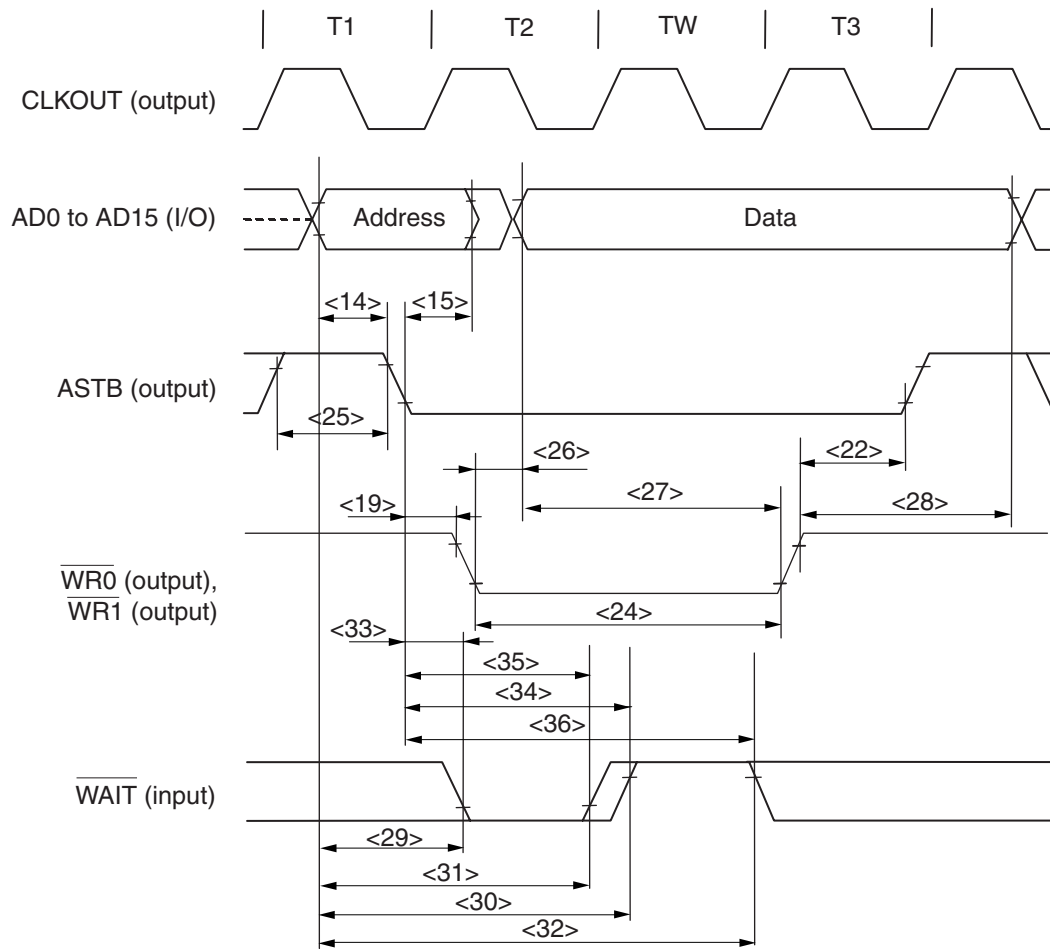 T1 T2 TW T3
CLKOUT (output)
AD0 to AD15 (I/O) Address Data
<14> <15>
ASTB (output)
<25>
<26> <22>
<27>
<19> <28>
WR0 (output),
WR1 (output)
<24>
<33>
<35>
<34>
<36>
WAIT (input)
<29>
<31>
<30>
<32>